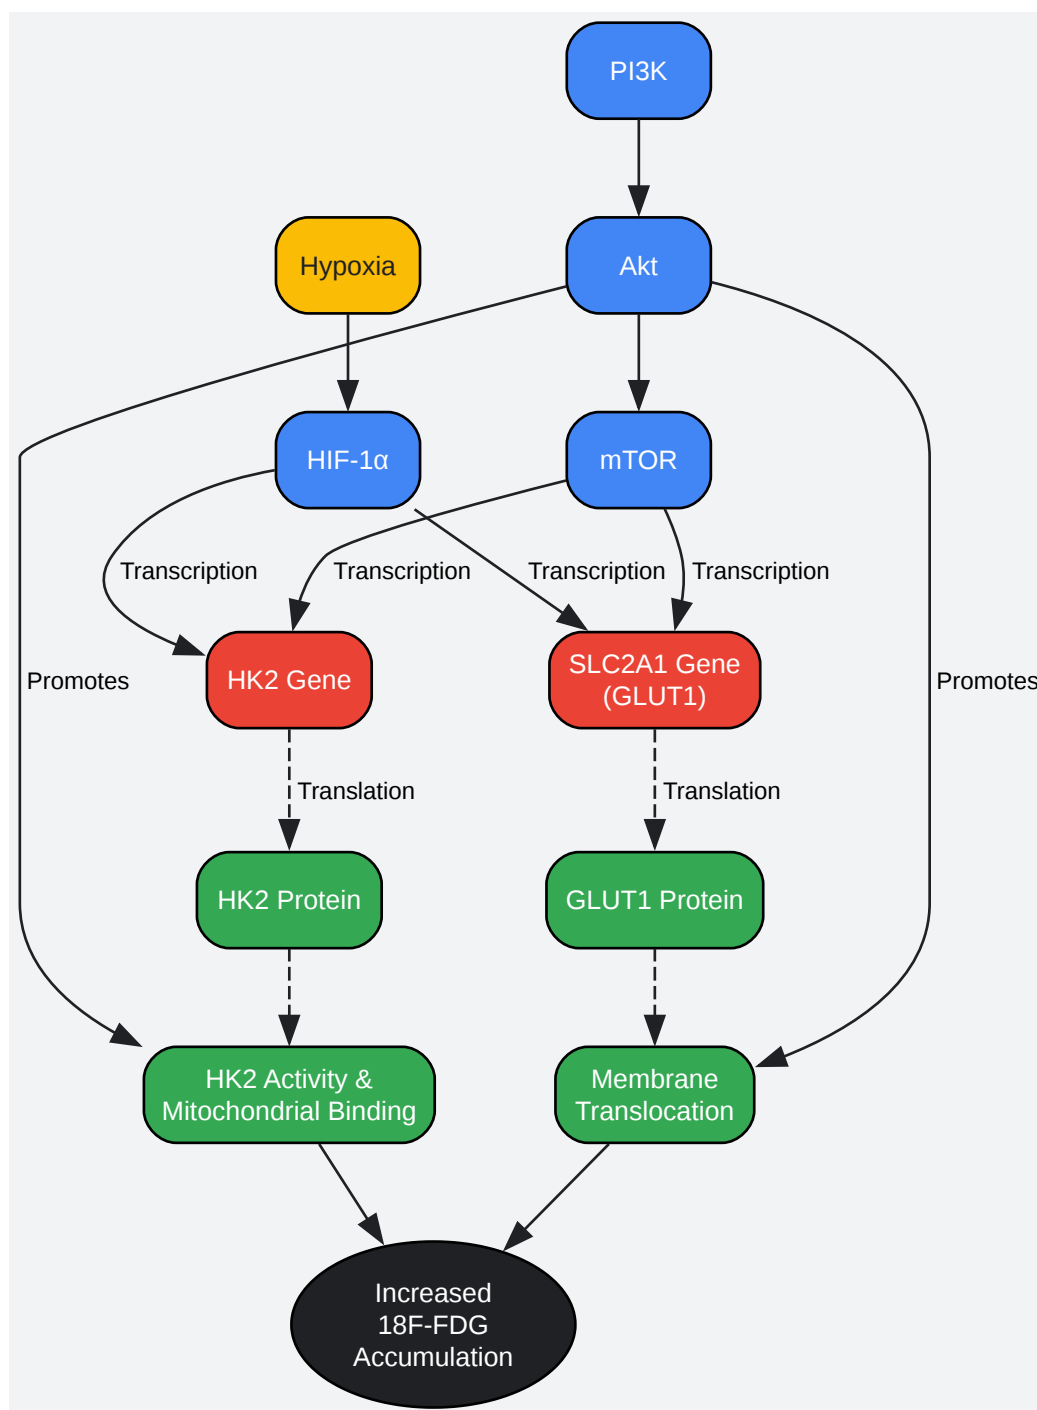 PI3K
Hypoxia
Akt
HIF-1α
mTOR
Transcription
Transcription
Transcription
Transcription
Promotes
HK2 Gene
SLC2A1 Gene
(GLUT1)
Promotes
Translation
Translation
HK2 Protein
GLUT1 Protein
HK2 Activity &
Mitochondrial Binding
Membrane
Translocation
Increased
18F-FDG
Accumulation